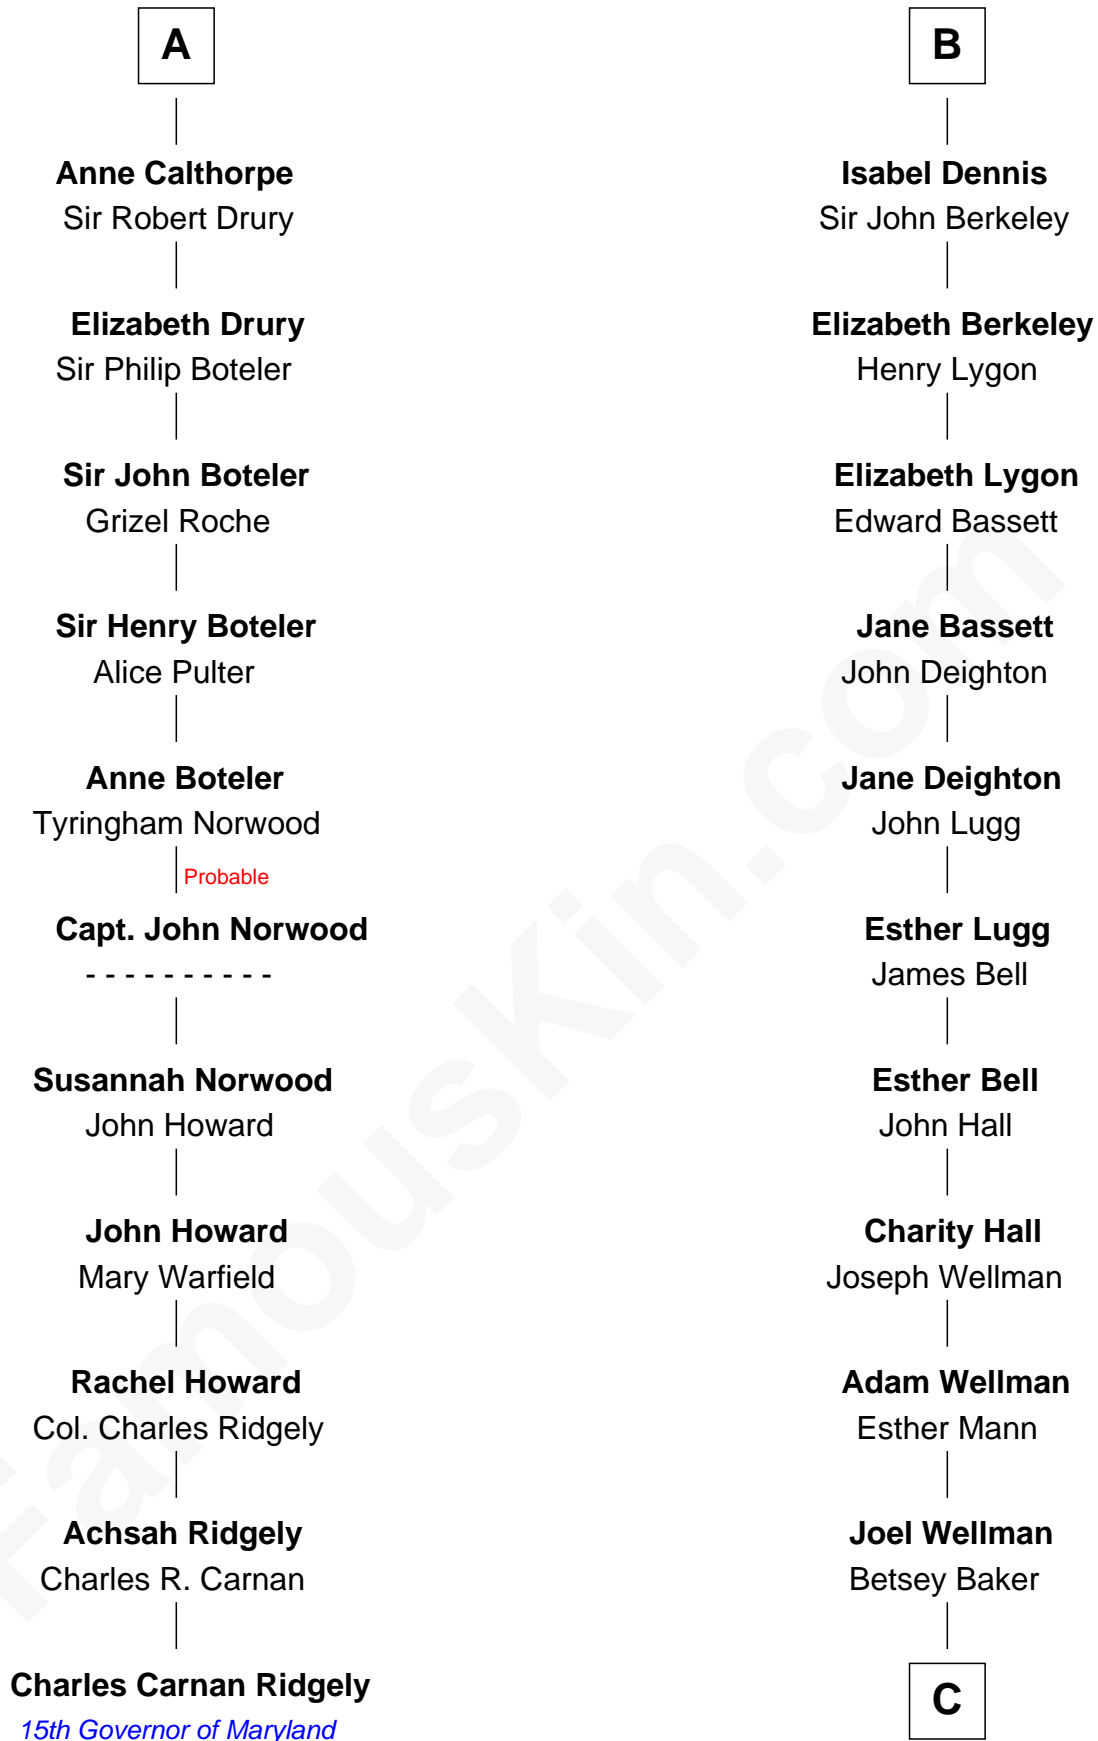 A
Anne Calthorpe
Sir Robert Drury
Elizabeth Drury
Sir Philip Boteler
Sir John Boteler
Grizel Roche
Sir Henry Boteler
Alice Pulter
Anne Boteler
Tyringham Norwood
Probable
Capt. John Norwood
- - - - - - - - - -
Susannah Norwood
John Howard
John Howard
Mary Warfield
Rachel Howard
Col. Charles Ridgely
Achsah Ridgely
Charles R. Carnan
Charles Carnan Ridgely
15th Governor of Maryland
B
Isabel Dennis
Sir John Berkeley
Elizabeth Berkeley
Henry Lygon
Elizabeth Lygon
Edward Bassett
Jane Bassett
John Deighton
Jane Deighton
John Lugg
Esther Lugg
James Bell
Esther Bell
John Hall
Charity Hall
Joseph Wellman
Adam Wellman
Esther Mann
Joel Wellman
Betsey Baker
C
FamousKin.com